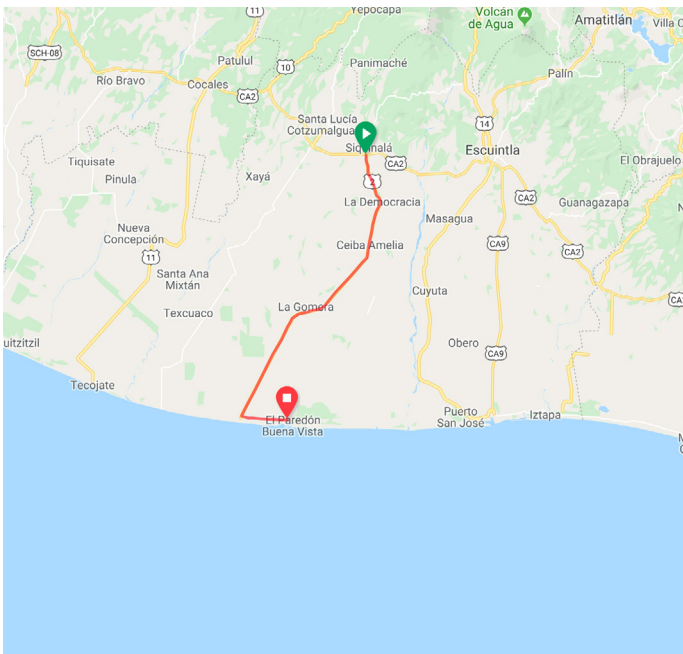 11
Yepocapa
Volcán
de Agua
Amatitlán
Villa C
SCH-08
Patulul
10
Panimaché
Palín
Río Bravo
Cocales
CA2
Santa Lucía
Cotzumalgua
14
Siquinalá
CA2
Escuintla
El Obrajuelo
Tiquisate
Pinula
Xayá
2
La Democracia
CA2
Guanagazapa
Masagua
Nueva
Concepción
Ceiba Amelia
CA9
CA2
11
Santa Ana
Mixtán
Cuyuta
CA
La Gomera
Texcuaco
uitzitzil
Obero
CA9
Tecojate
El Paredón
Buena Vista
Puerto
San José
Iztapa